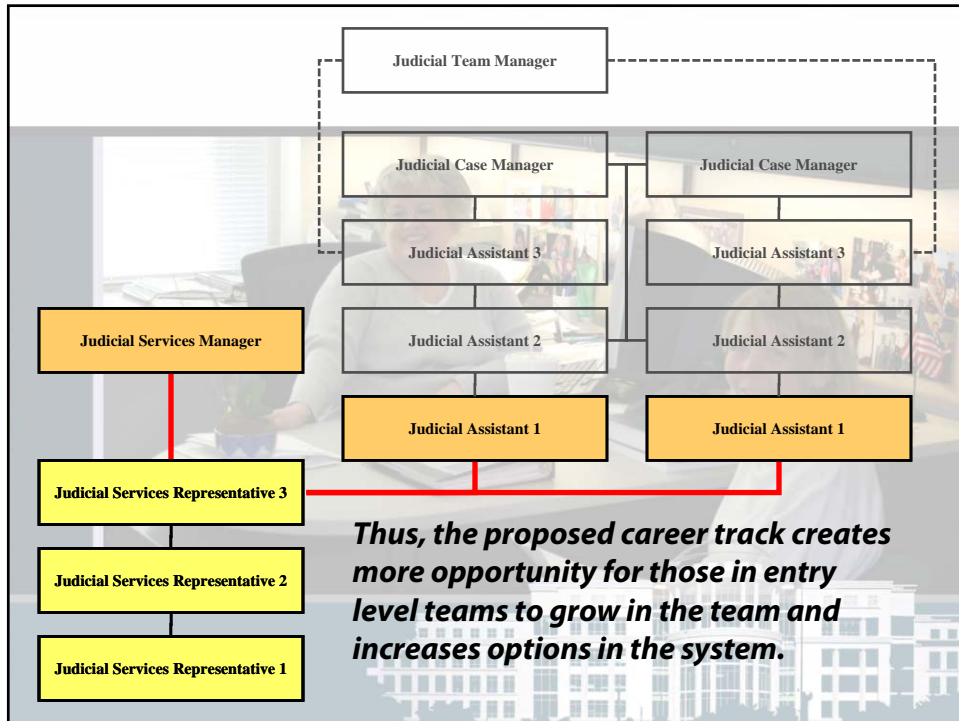 Judicial Team Manager
Judicial Case Manager
Judicial Case Manager
Judicial Assistant 3
Judicial Assistant 3
Judicial Services Manager
Judicial Assistant 2
Judicial Assistant 2
Judicial Assistant 1
Judicial Assistant 1
Judicial Services Representative 3
Judicial Services Representative 2
Judicial Services Representative 1
Thus, the proposed career track creates
more opportunity for those in entry
level teams to grow in the team and
increases options in the system.